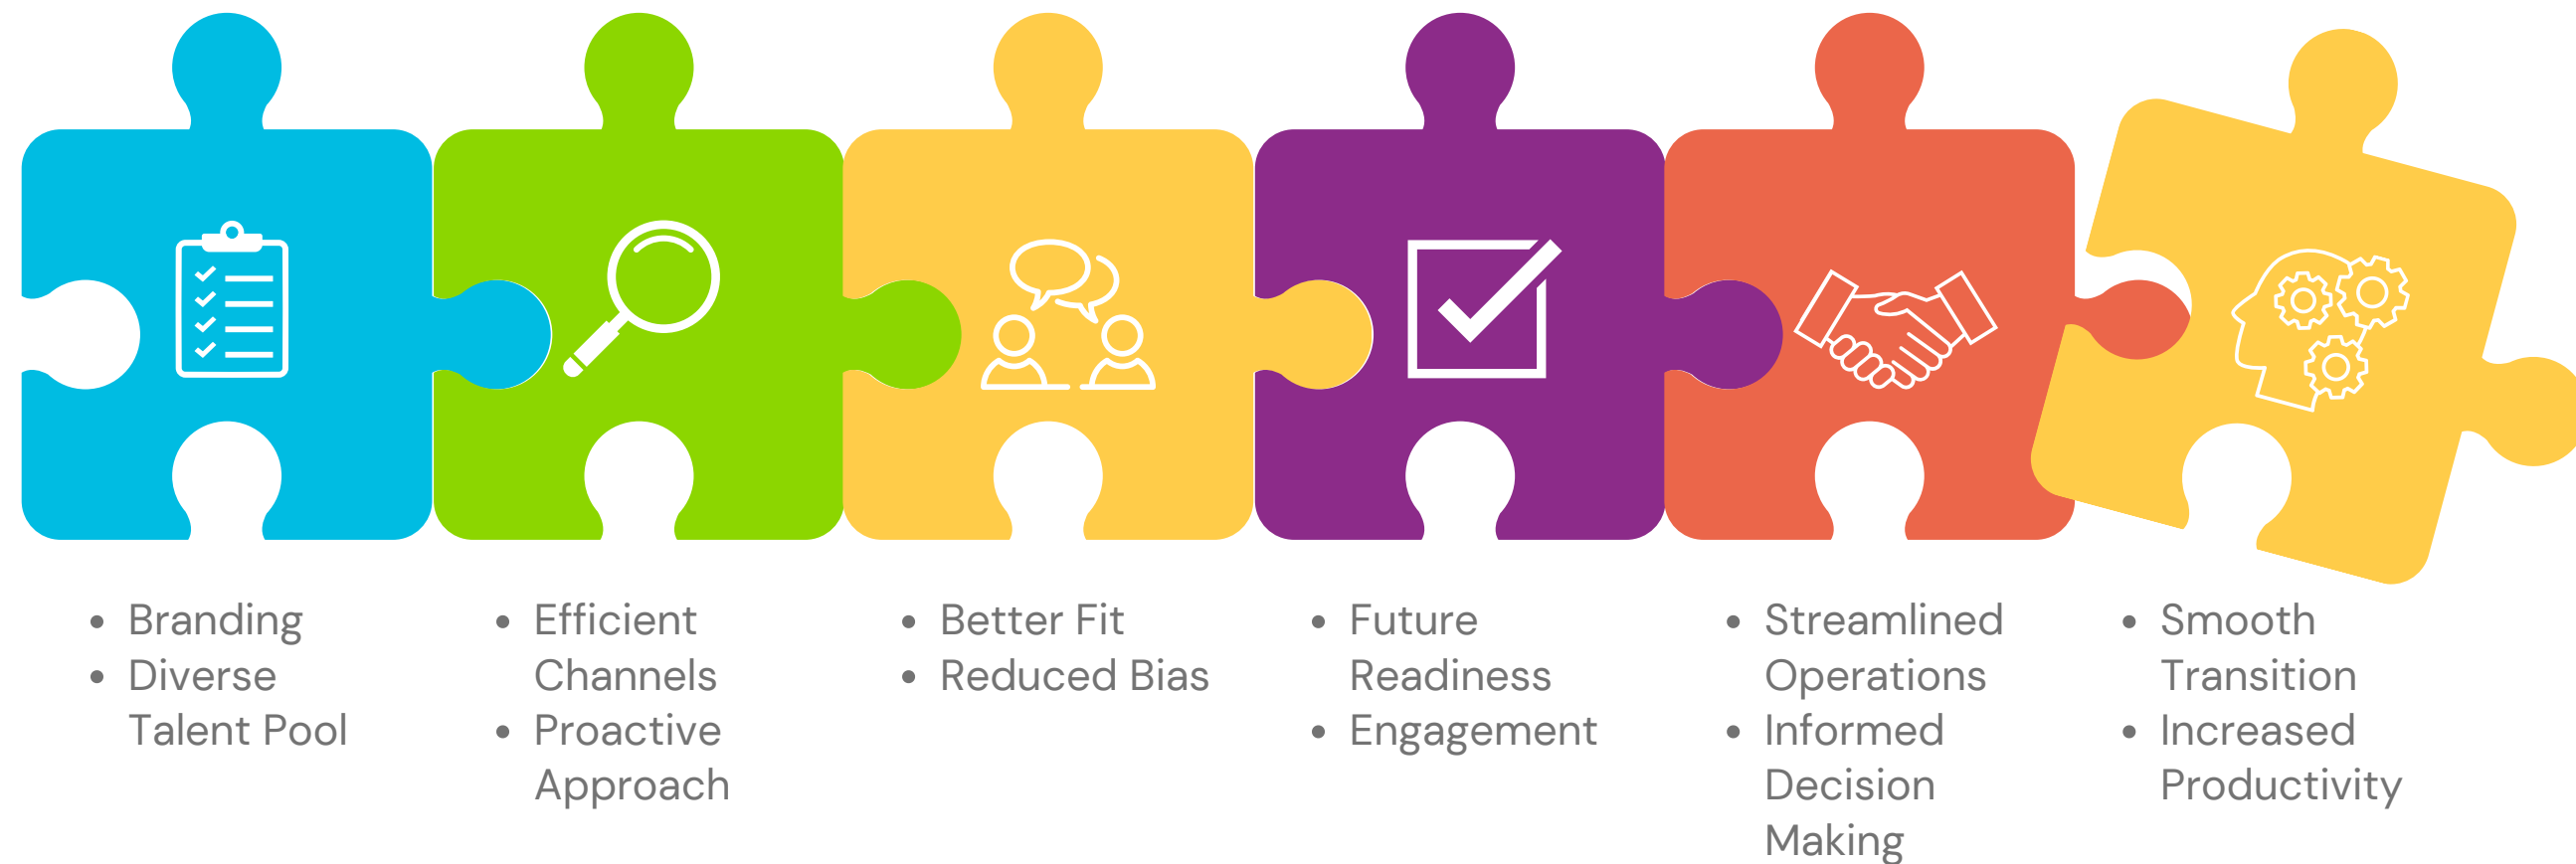 • Branding
• Diverse
Talent Pool
• Efficient
Channels
• Proactive
Approach
• Better Fit
• Reduced Bias
• Future
Readiness
• Engagement
• Streamlined
Operations
• Informed
Decision
Making
• Smooth
Transition
• Increased
Productivity